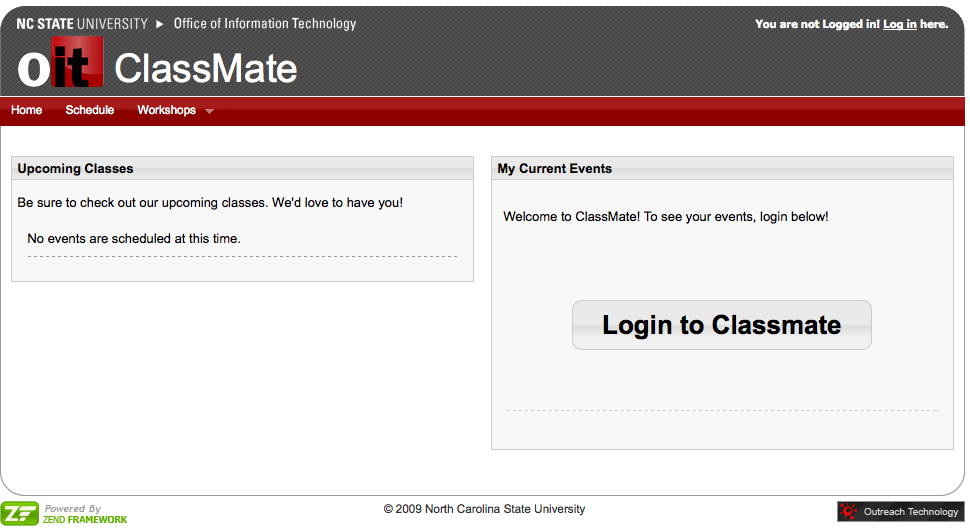 NC STATE UNIVERSITY ▶ Office of Information Technology
You are not Logged in! Log in here.
oit ClassMate
Home Schedule Workshops
Upcoming Classes
Be sure to check out our upcoming classes. We'd love to have you!
No events are scheduled at this time.
My Current Events
Welcome to ClassMate! To see your events, login below!
Login to Classmate
ZF Powered By
ZEND FRAMEWORK
© 2009 North Carolina State University
Outreach Technology